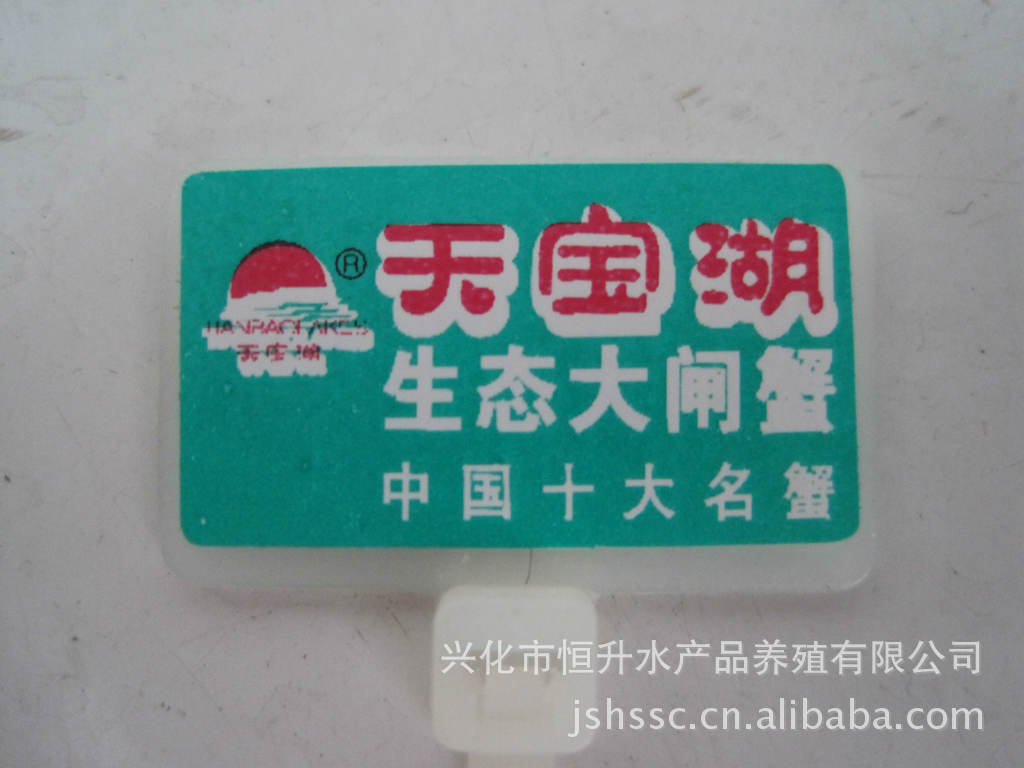 天宝湖
®
天宝湖
生态大闸蟹
中国十大名蟹
兴化市恒升水产品养殖有限公司
jshssc.cn.alibaba.com